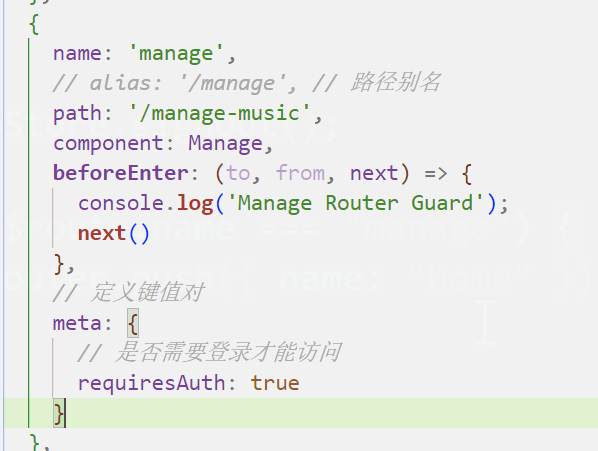 },
{
name: 'manage',
// alias: '/manage', // 路径别名
path: '/manage-music',
component: Manage,
beforeEnter: (to, from, next) => {
console.log('Manage Router Guard');
next()
},
// 定义键值对
meta: {
// 是否需要登录才能访问
requiresAuth: true
}
},